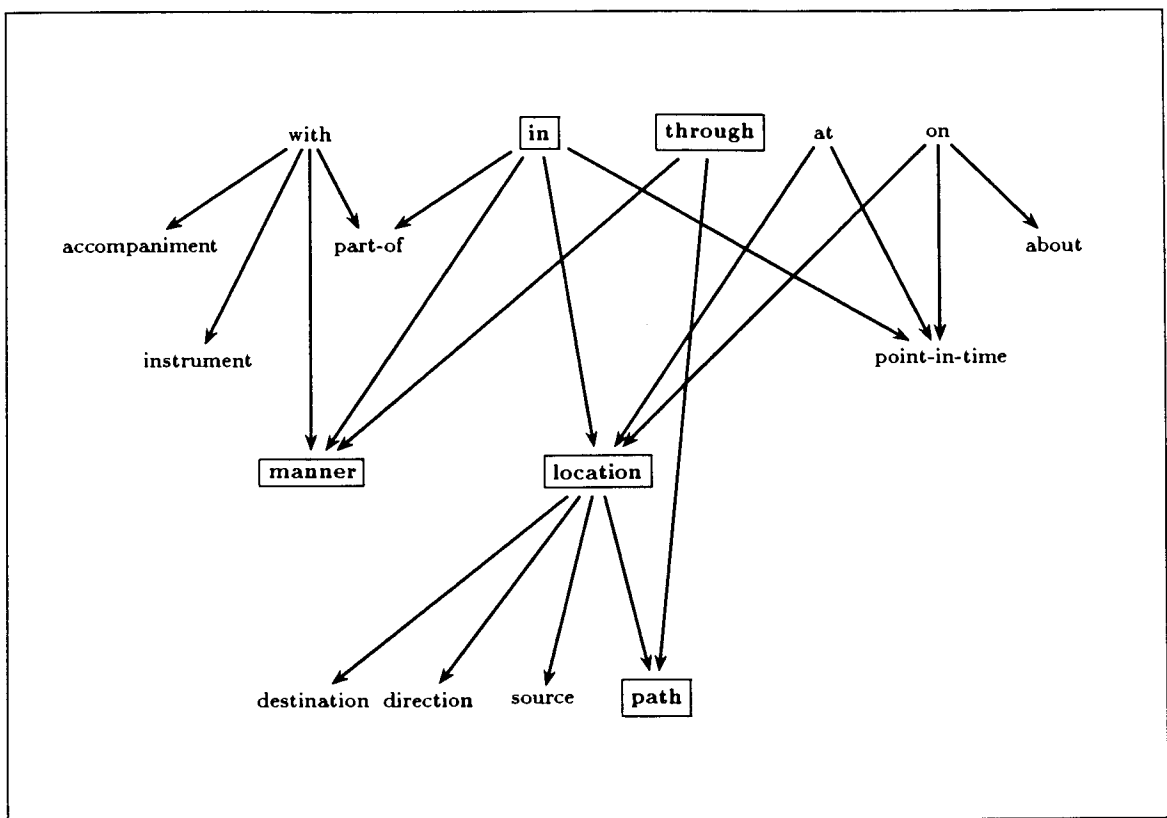 with in through at on
accompaniment part-of about
instrument point-in-time
manner location
destination direction source path